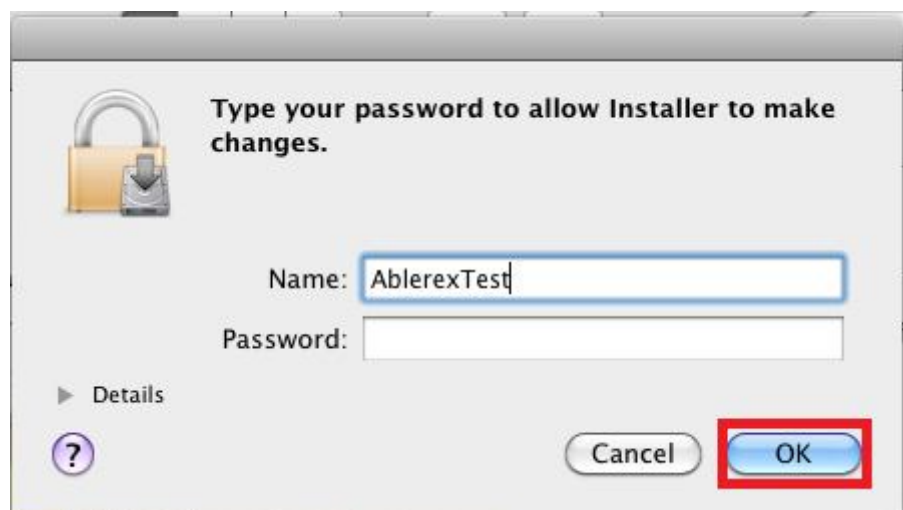 Type your password to allow Installer to make
changes.
Name: AblerexTest
Password:
Details
?
Cancel
OK